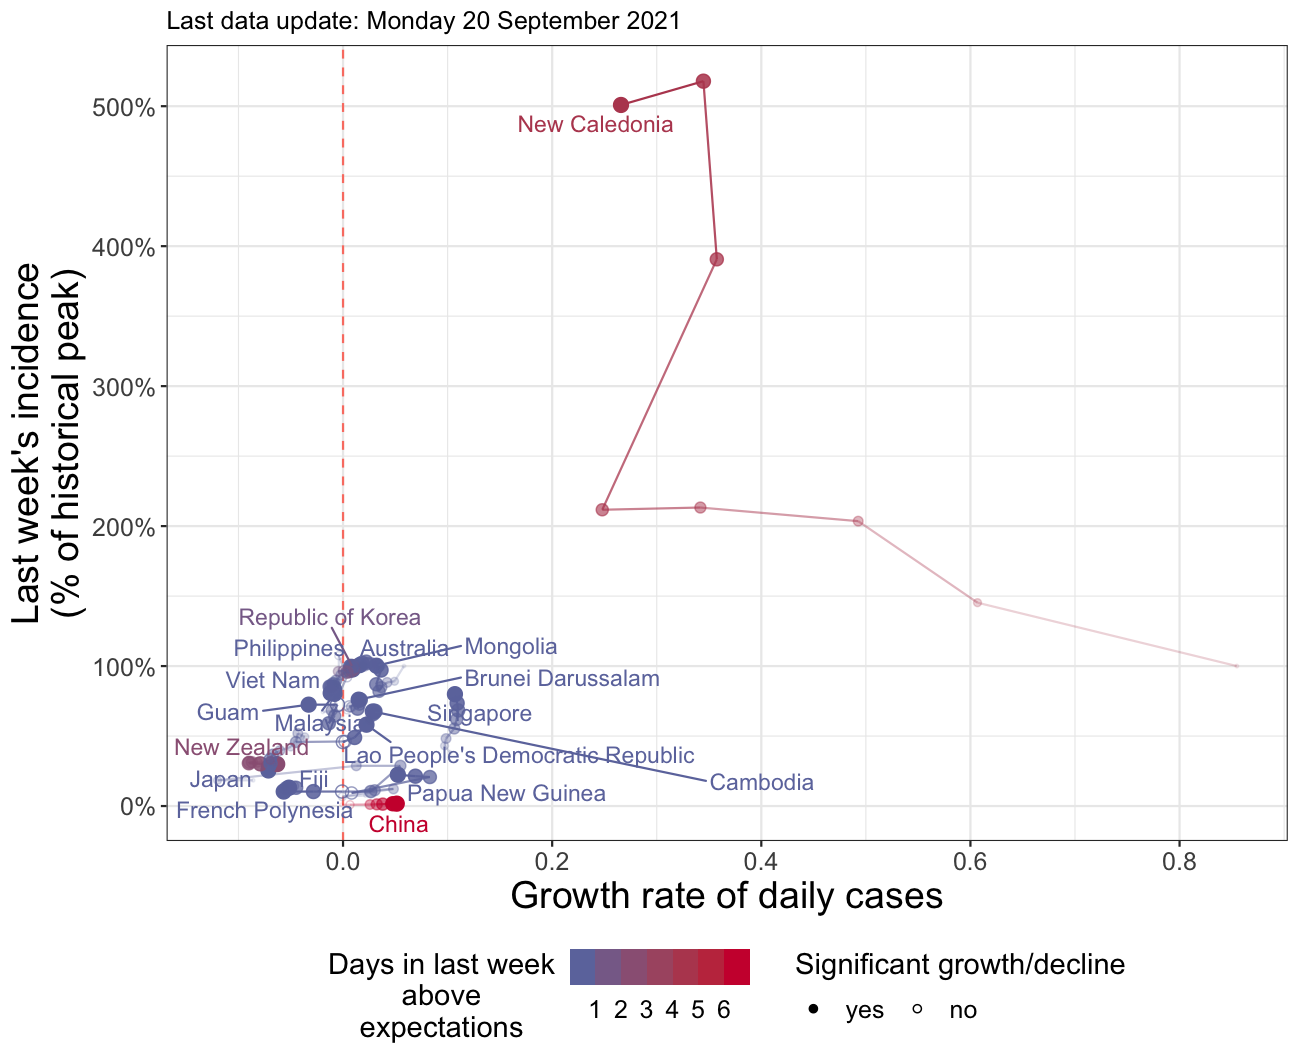 Last data update: Monday 20 September 2021
Last week's incidence
(% of historical peak)
500%
400%
300%
200%
100%
0%
New Caledonia
Republic of Korea
Philippines
Australia
Mongolia
Viet Nam
Brunei Darussalam
Guam
Malaysia
Singapore
New Zealand
Lao People's Democratic Republic
Japan
Fiji
Cambodia
Papua New Guinea
French Polynesia
China
0.0
0.2
0.4
0.6
0.8
Growth rate of daily cases
Days in last week
above
expectations
1 2 3 4 5 6
Significant growth/decline
yes
no